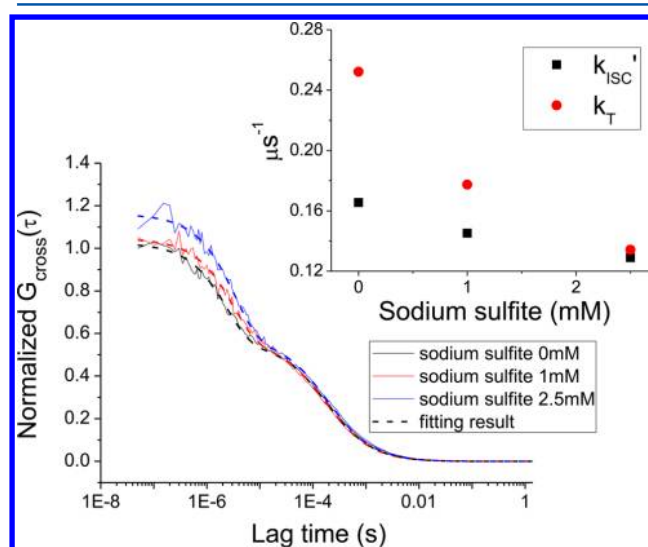 0.28
0.24
0.20
0.16
0.12
μs⁻¹
k_ISC'
k_T
0
1
2
Sodium sulfite (mM)
1.4
1.2
1.0
0.8
0.6
0.4
0.2
0.0
Normalized G_cross(τ)
sodium sulfite 0mM
sodium sulfite 1mM
sodium sulfite 2.5mM
fitting result
1E-8
1E-6
1E-4
0.01
1
Lag time (s)